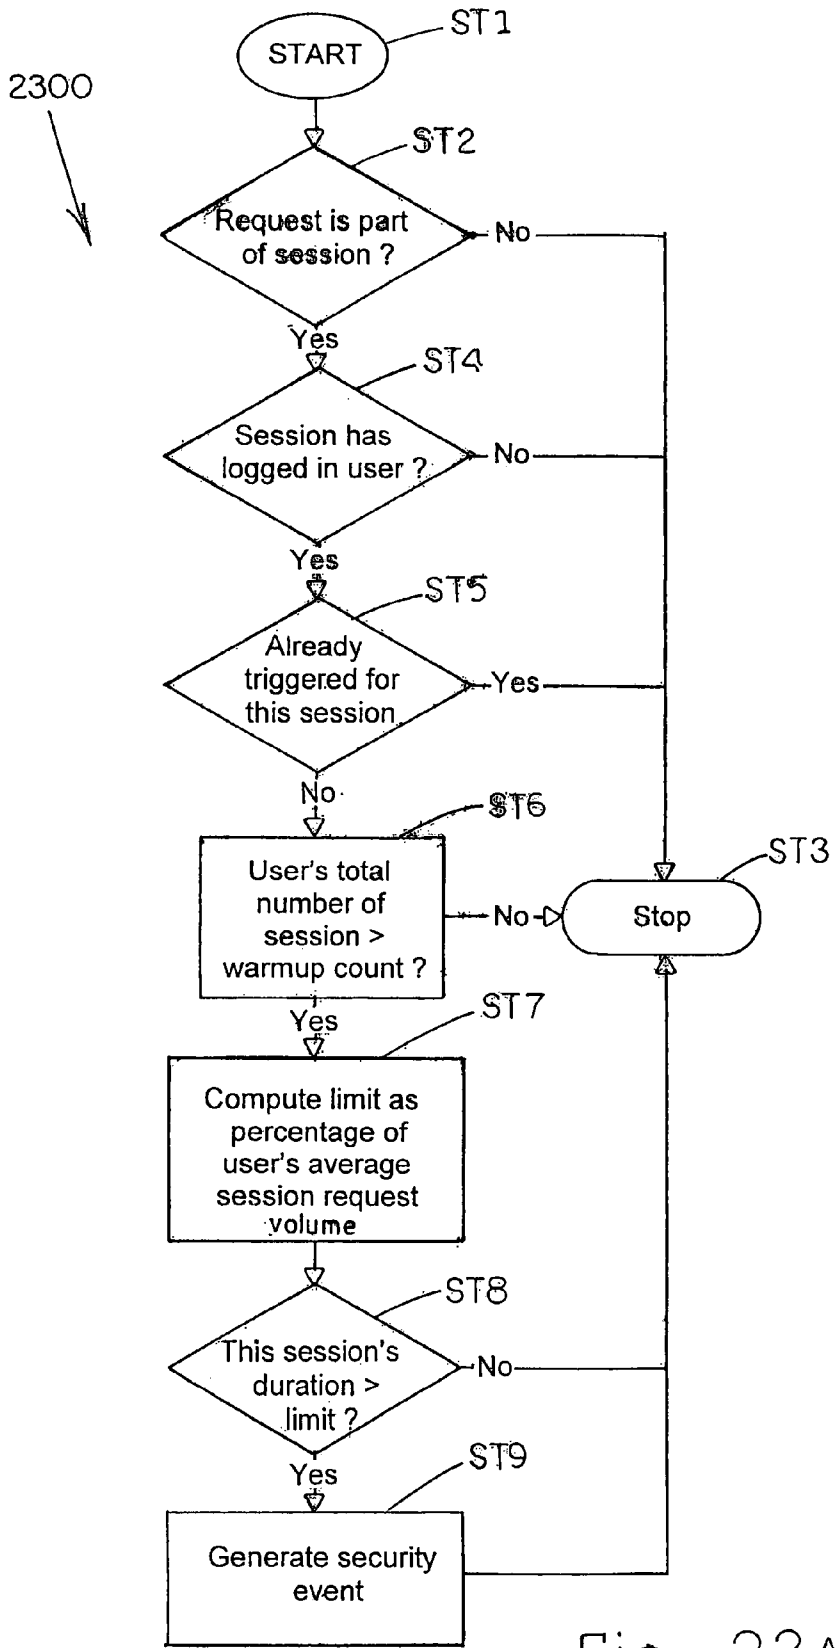 START
ST1
2300
ST2
Request is part
of session ?
No
Yes
ST4
Session has
logged in user ?
No
Yes
ST5
Already
triggered for
this session
Yes
No
ST6
User's total
number of
session >
warmup count ?
No
ST3
Stop
Yes
ST7
Compute limit as
percentage of
user's average
session request
volume
ST8
This session's
duration >
limit ?
No
Yes
ST9
Generate security
event